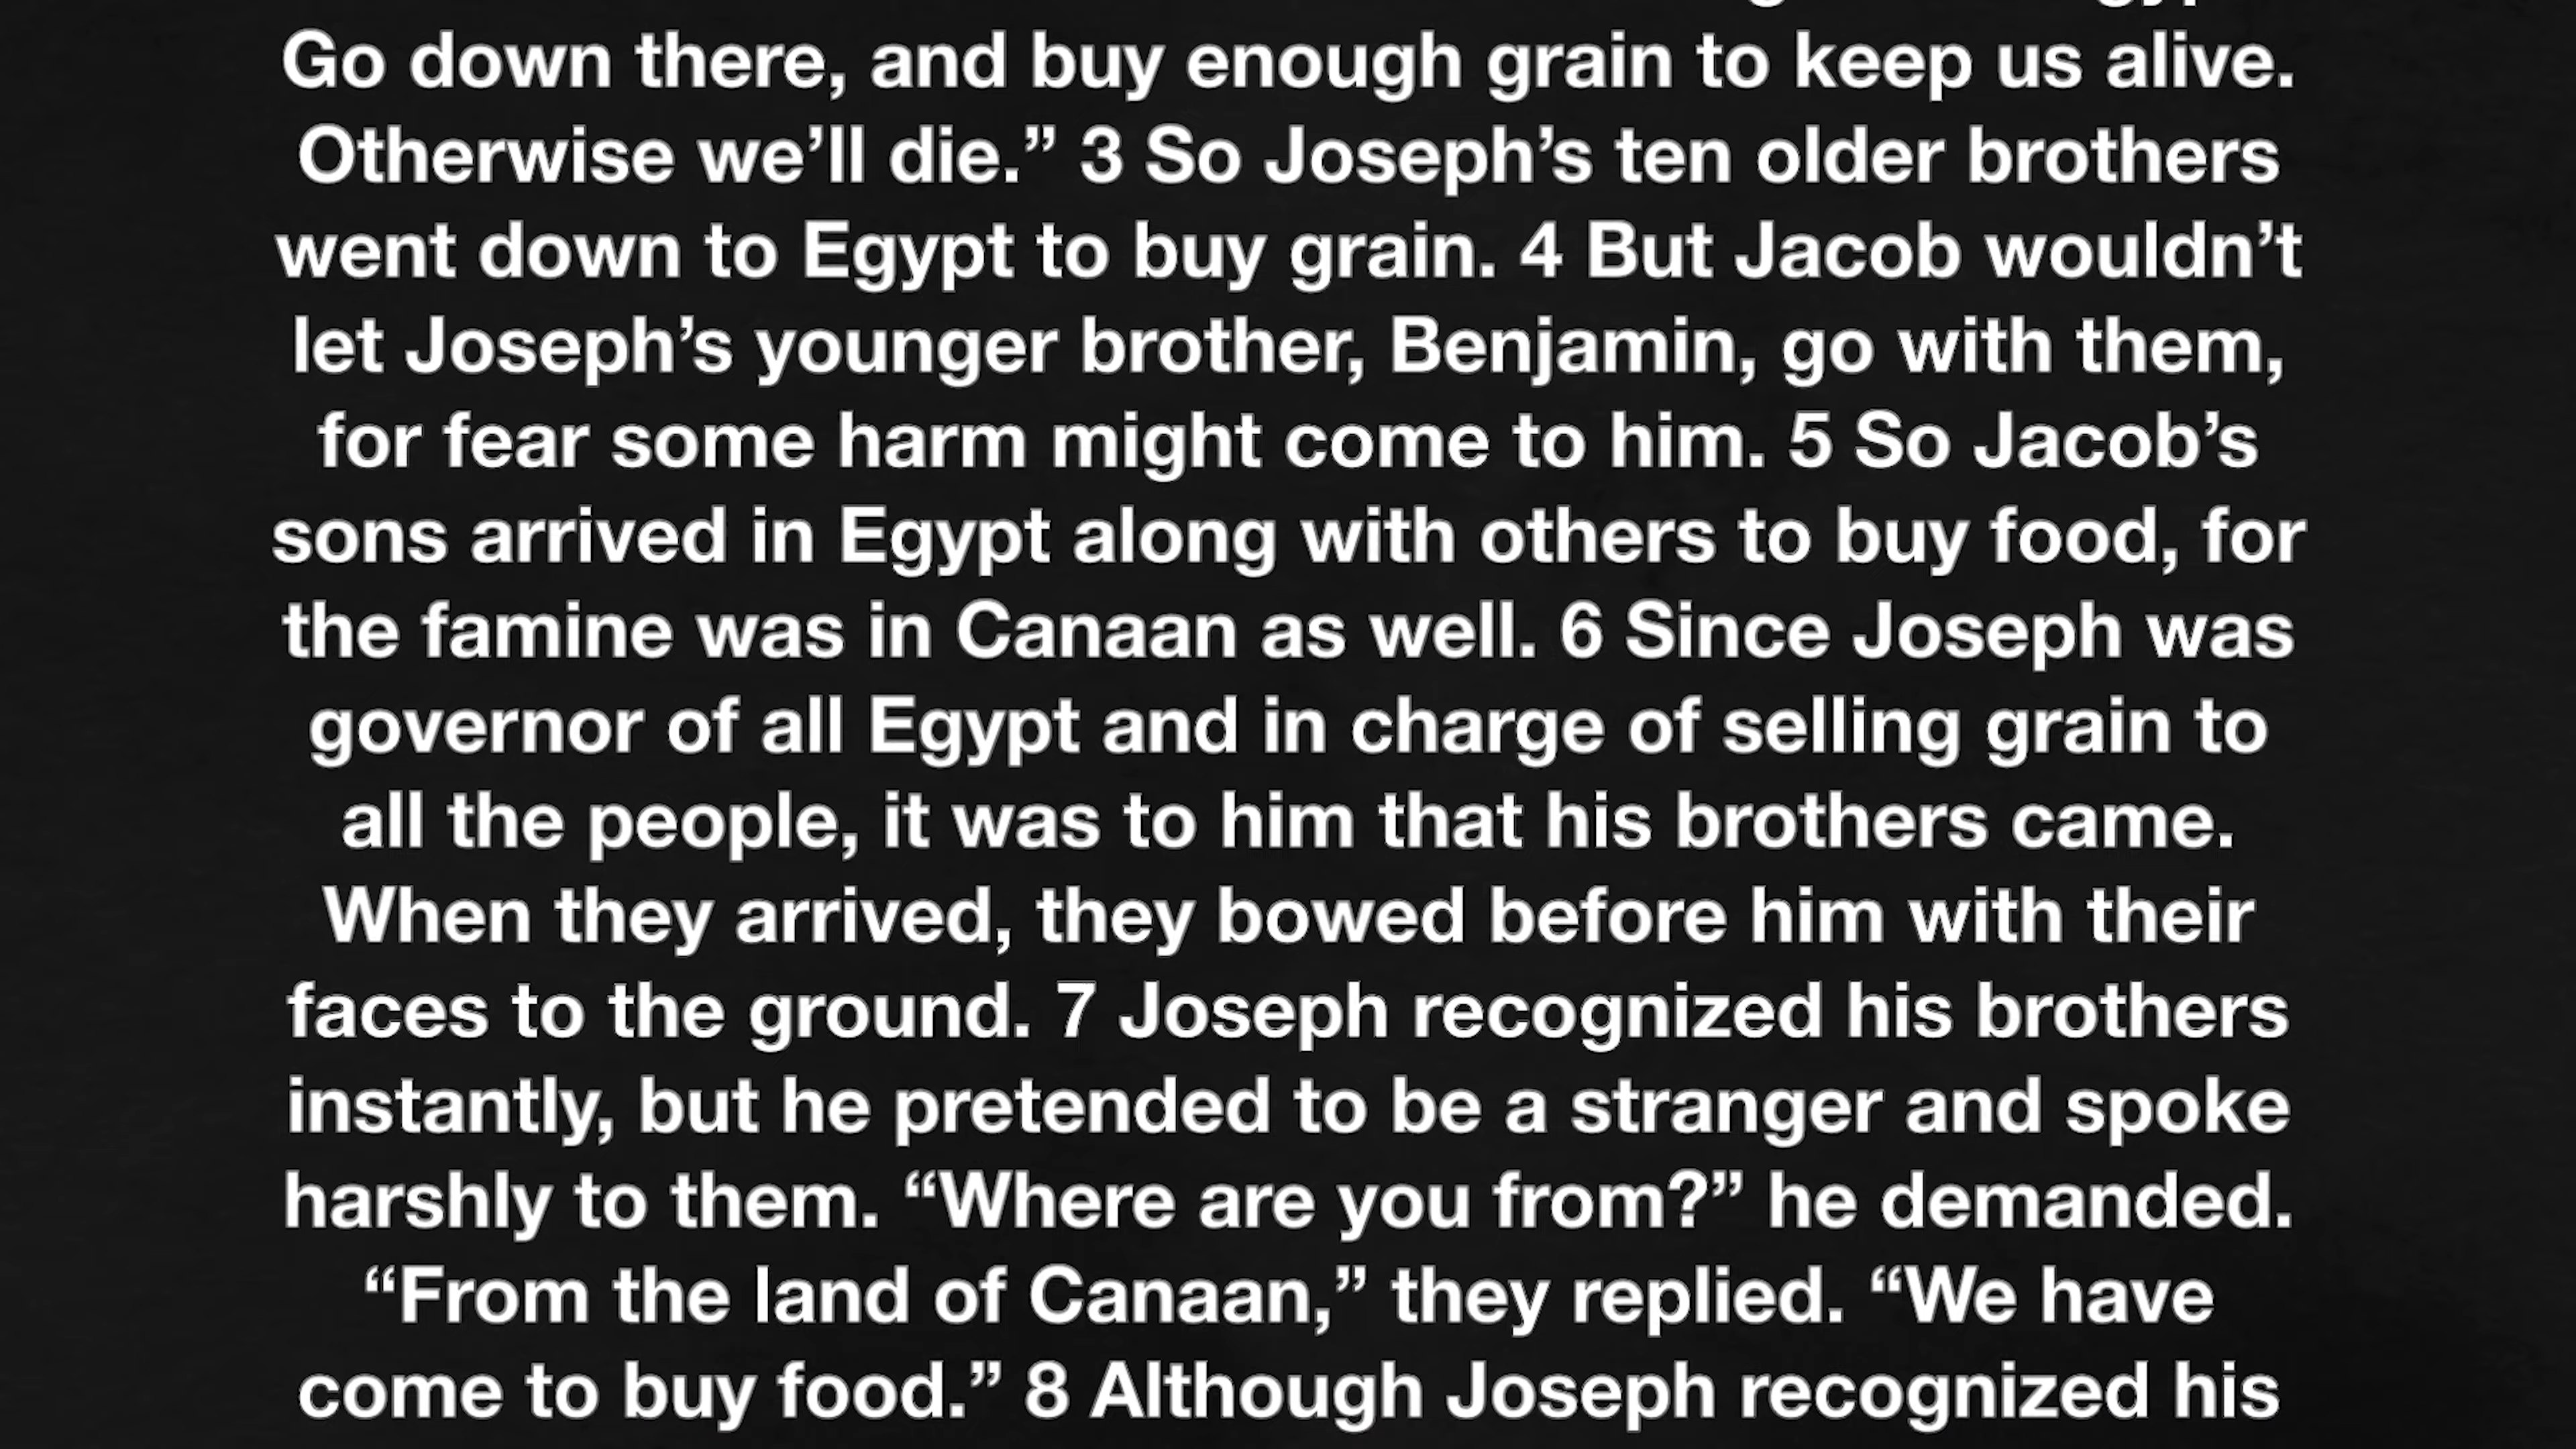 Go down there, and buy enough grain to keep us alive.
Otherwise we’ll die.” 3 So Joseph’s ten older brothers
went down to Egypt to buy grain. 4 But Jacob wouldn’t
let Joseph’s younger brother, Benjamin, go with them,
for fear some harm might come to him. 5 So Jacob’s
sons arrived in Egypt along with others to buy food, for
the famine was in Canaan as well. 6 Since Joseph was
governor of all Egypt and in charge of selling grain to
all the people, it was to him that his brothers came.
When they arrived, they bowed before him with their
faces to the ground. 7 Joseph recognized his brothers
instantly, but he pretended to be a stranger and spoke
harshly to them. “Where are you from?” he demanded.
“From the land of Canaan,” they replied. “We have
come to buy food.” 8 Although Joseph recognized his